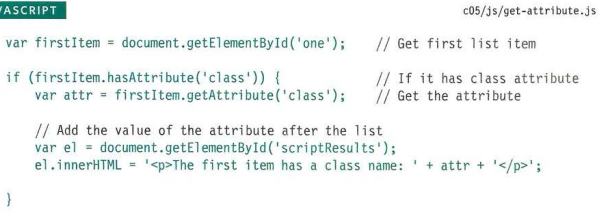 VASCRIPT
c05/js/get-attribute.js
var firstItem = document.getElementById('one'); // Get first list item
if (firstItem.hasAttribute('class')) { // If it has class attribute
var attr = firstItem.getAttribute('class'); // Get the attribute
// Add the value of the attribute after the list
var el = document.getElementById('scriptResults');
el.innerHTML = '<p>The first item has a class name: ' + attr + '</p>';
}